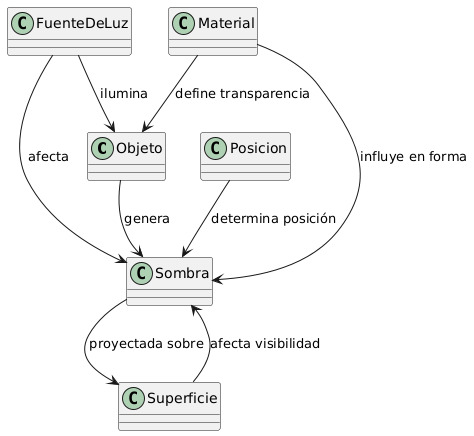 C FuenteDeLuz
C Material
ilumina
define transparencia
C Objeto
C Posicion
afecta
influye en forma
genera
determina posición
C Sombra
proyectada sobre
afecta visibilidad
C Superficie